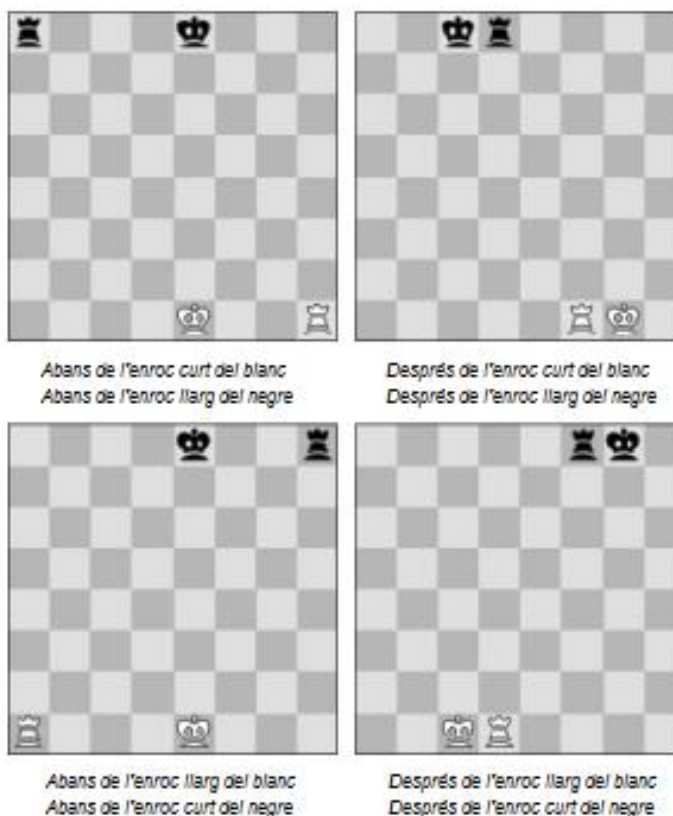 Abans de l'enroc curt del blanc
Abans de l'enroc llarg del negre
Després de l'enroc curt del blanc
Després de l'enroc llarg del negre
Abans de l'enroc llarg del blanc
Abans de l'enroc curt del negre
Després de l'enroc llarg del blanc
Després de l'enroc curt del negre